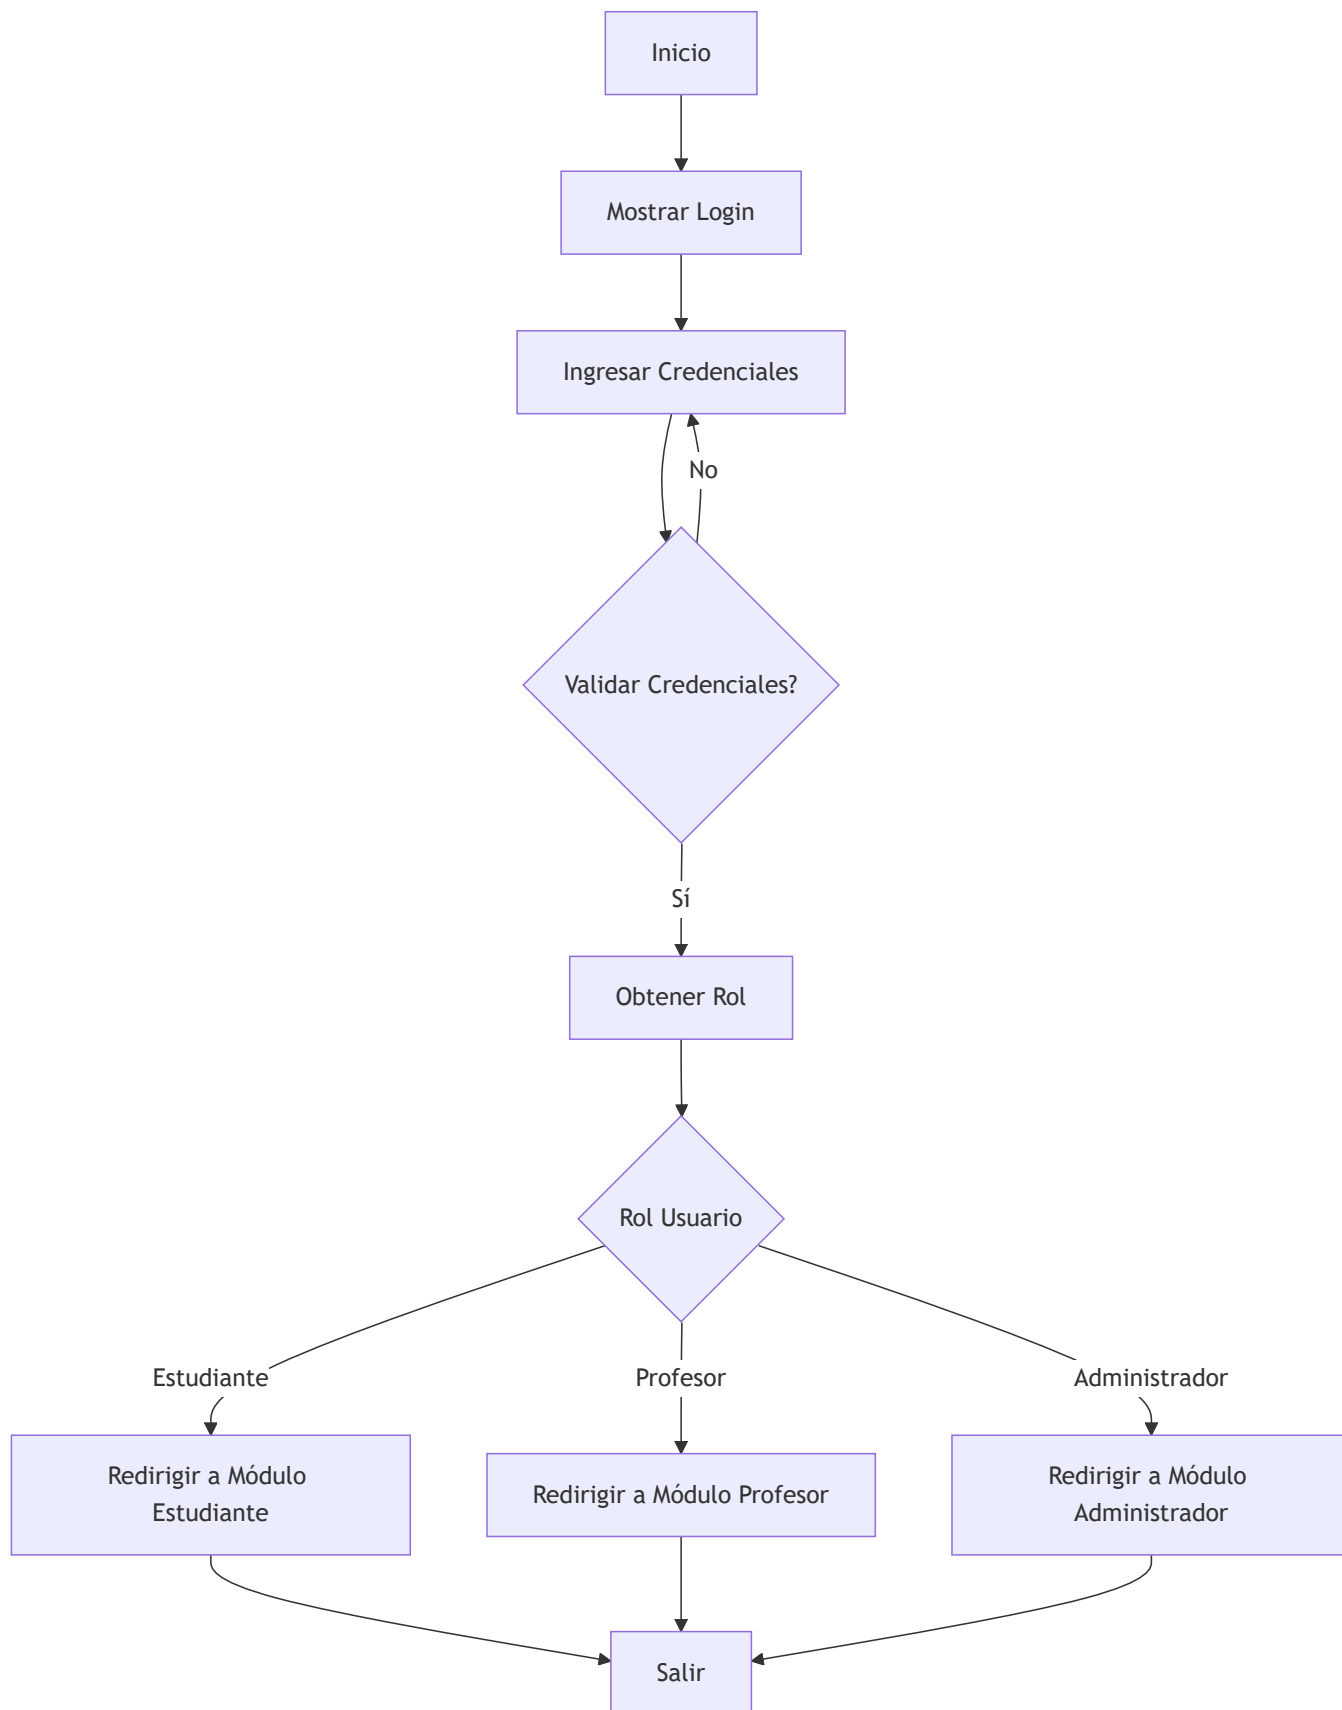 Inicio
Mostrar Login
Ingresar Credenciales
No
Validar Credenciales?
Sí
Obtener Rol
Rol Usuario
Estudiante
Profesor
Administrador
Redirigir a Módulo
Estudiante
Redirigir a Módulo Profesor
Redirigir a Módulo
Administrador
Salir